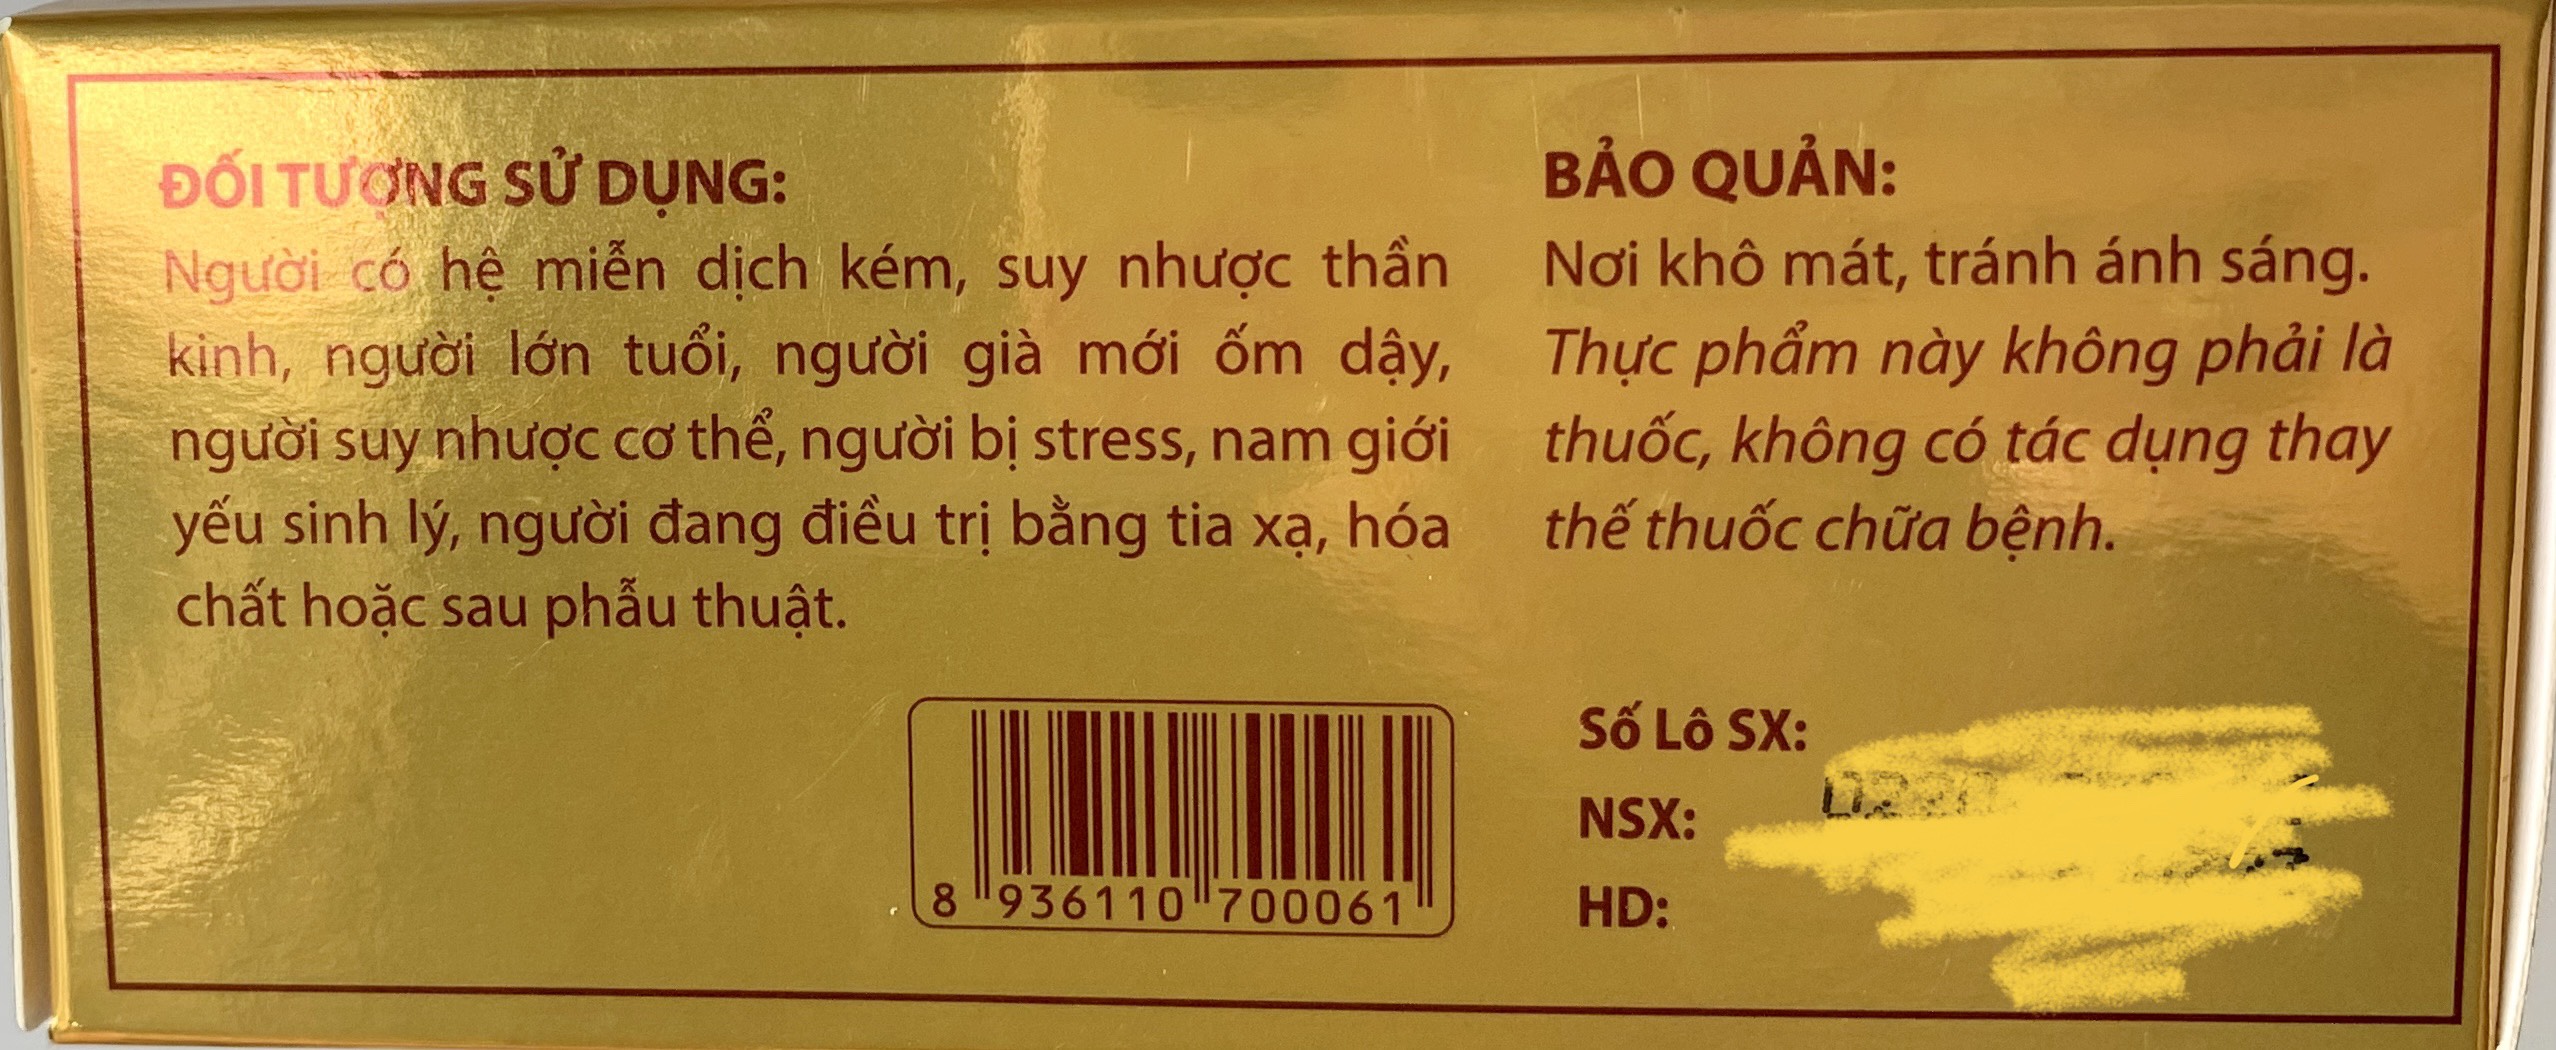 ĐỐI TƯỢNG SỬ DỤNG:
Người có hệ miễn dịch kém, suy nhược thần
kinh, người lớn tuổi, người già mới ốm dậy,
người suy nhược cơ thể, người bị stress, nam giới
yếu sinh lý, người đang điều trị bằng tia xạ, hóa
chất hoặc sau phẫu thuật.
BẢO QUẢN:
Nơi khô mát, tránh ánh sáng.
Thực phẩm này không phải là
thuốc, không có tác dụng thay
thế thuốc chữa bệnh.
8 936110 700061
Số Lô SX:
NSX:
HD: